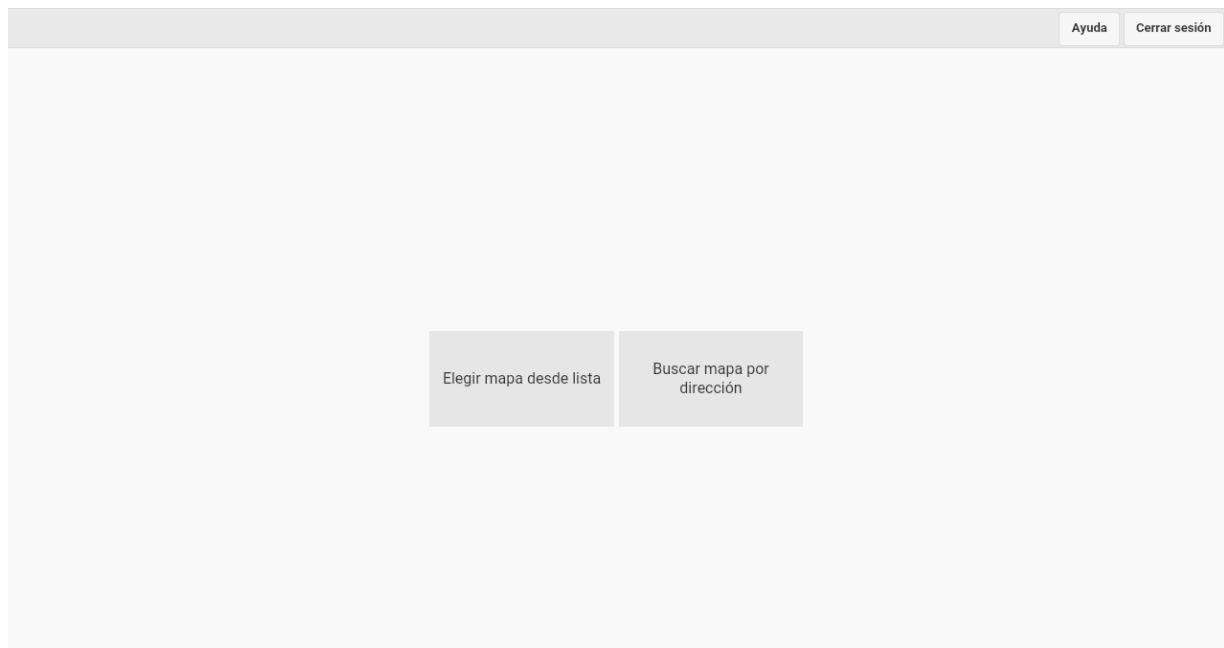 Ayuda
Cerrar sesión
Elegir mapa desde lista
Buscar mapa por
dirección